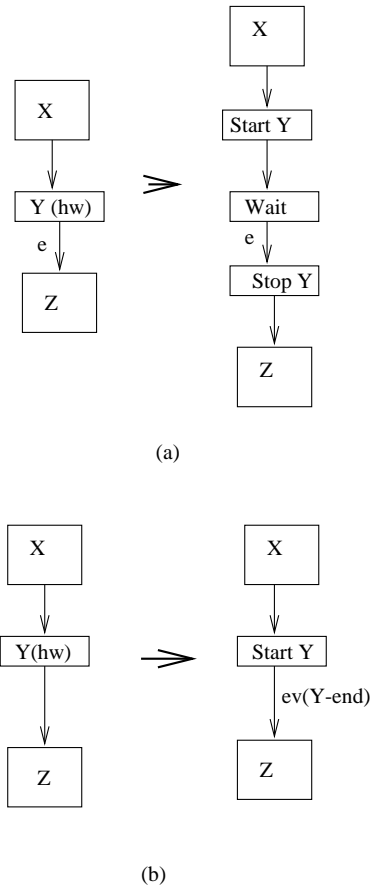 X
Y (hw)
e
Z
X
Start Y
Wait
e
Stop Y
Z
(a)
X
Y(hw)
Z
X
Start Y
ev(Y-end)
Z
(b)